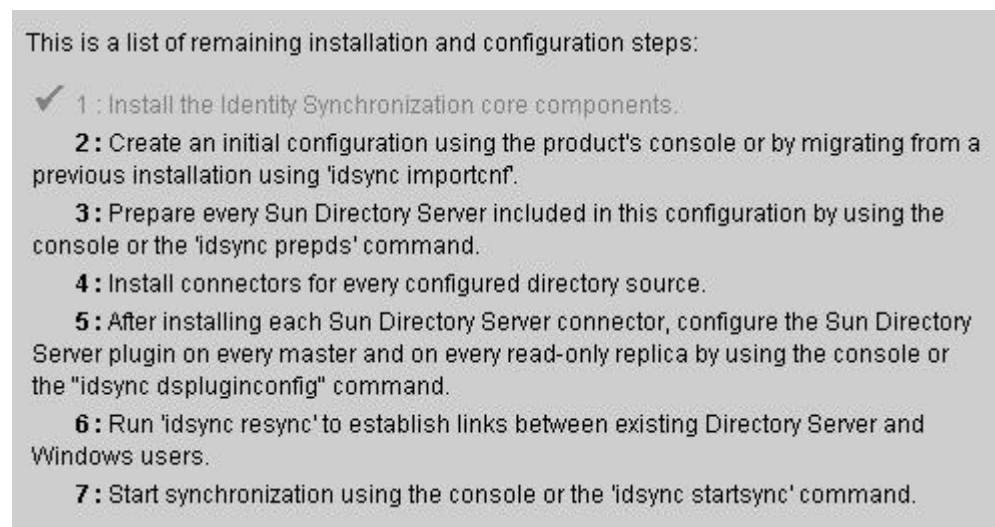 This is a list of remaining installation and configuration steps:
1 : Install the Identity Synchronization core components.
2 : Create an initial configuration using the product's console or by migrating from a
previous installation using 'idsync importcnf'.
3 : Prepare every Sun Directory Server included in this configuration by using the
console or the 'idsync prepds' command.
4 : Install connectors for every configured directory source.
5 : After installing each Sun Directory Server connector, configure the Sun Directory
Server plugin on every master and on every read-only replica by using the console or
the "idsync dspluginconfig" command.
6 : Run 'idsync resync' to establish links between existing Directory Server and
Windows users.
7 : Start synchronization using the console or the 'idsync startsync' command.